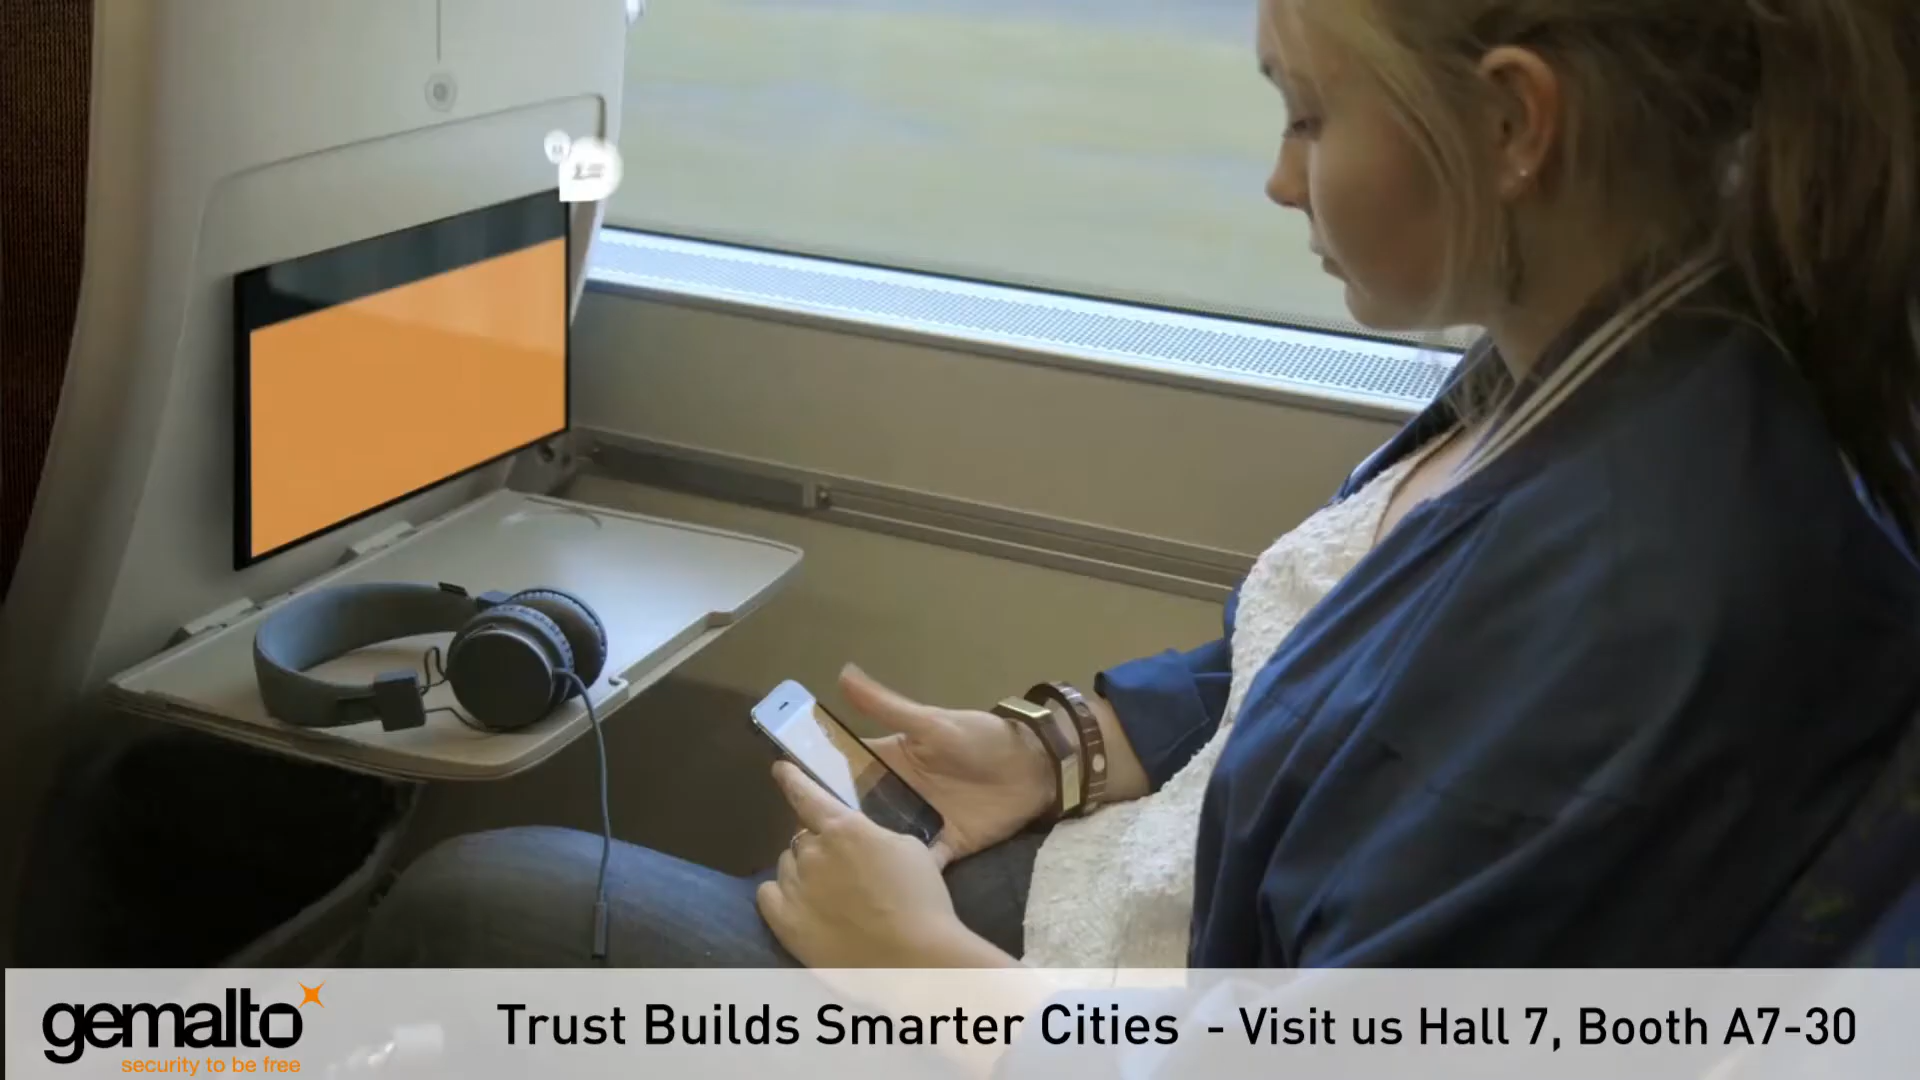 gemalto
security to be free
Trust Builds Smarter Cities - Visit us Hall 7, Booth A7-30